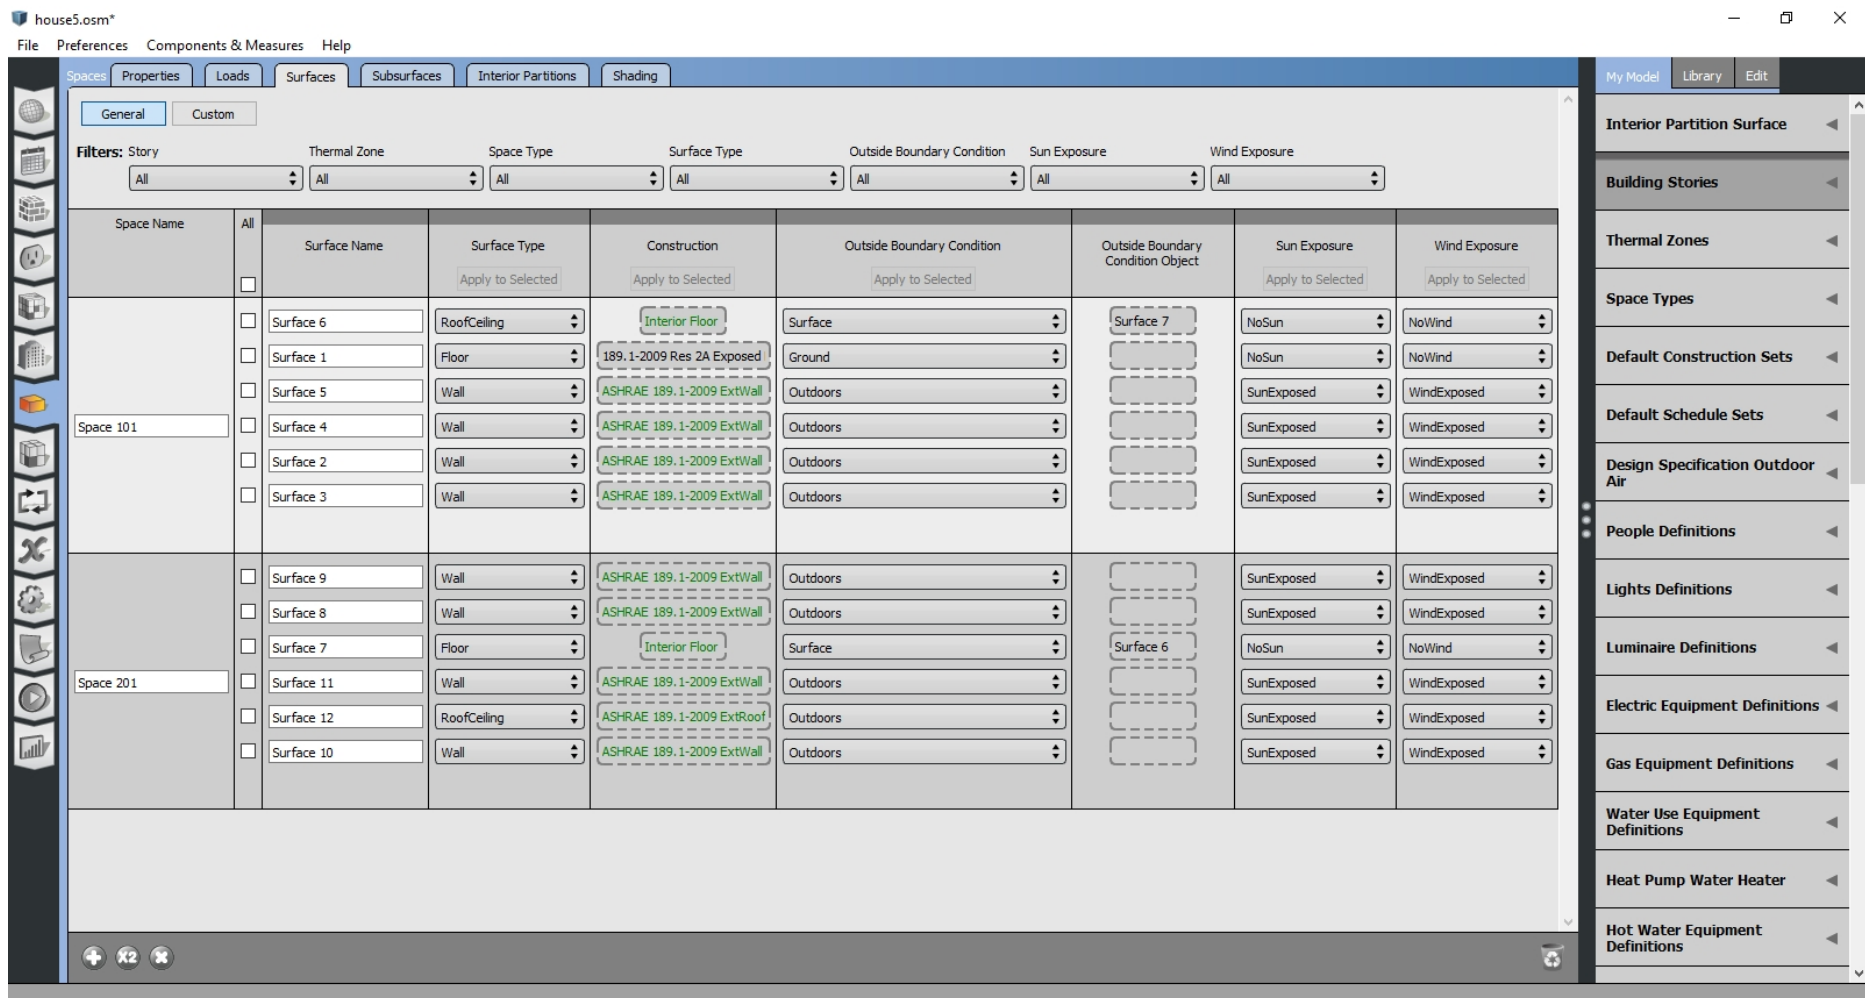 house5.osm*
File Preferences Components & Measures Help
Spaces Properties Loads Surfaces Subsurfaces Interior Partitions Shading
My Model Library Edit
General Custom
Filters: Story Thermal Zone Space Type Surface Type Outside Boundary Condition Sun Exposure Wind Exposure
All All All All All All All
Space Name All Surface Name Surface Type Construction Outside Boundary Condition Outside Boundary Condition Object Sun Exposure Wind Exposure
Apply to Selected Apply to Selected Apply to Selected Apply to Selected Apply to Selected
Surface 6 RoofCeiling Interior Floor Surface Surface 7 NoSun NoWind
Surface 1 Floor 189.1-2009 Res 2A Exposed Ground NoSun NoWind
Surface 5 Wall ASHRAE 189.1-2009 ExtWall Outdoors SunExposed WindExposed
Space 101 Surface 4 Wall ASHRAE 189.1-2009 ExtWall Outdoors SunExposed WindExposed
Surface 2 Wall ASHRAE 189.1-2009 ExtWall Outdoors SunExposed WindExposed
Surface 3 Wall ASHRAE 189.1-2009 ExtWall Outdoors SunExposed WindExposed
Surface 9 Wall ASHRAE 189.1-2009 ExtWall Outdoors SunExposed WindExposed
Surface 8 Wall ASHRAE 189.1-2009 ExtWall Outdoors SunExposed WindExposed
Surface 7 Floor Interior Floor Surface Surface 6 NoSun NoWind
Space 201 Surface 11 Wall ASHRAE 189.1-2009 ExtWall Outdoors SunExposed WindExposed
Surface 12 RoofCeiling ASHRAE 189.1-2009 ExtRoof Outdoors SunExposed WindExposed
Surface 10 Wall ASHRAE 189.1-2009 ExtWall Outdoors SunExposed WindExposed
X2
Interior Partition Surface
Building Stories
Thermal Zones
Space Types
Default Construction Sets
Default Schedule Sets
Design Specification Outdoor
Air
People Definitions
Lights Definitions
Luminaire Definitions
Electric Equipment Definitions
Gas Equipment Definitions
Water Use Equipment
Definitions
Heat Pump Water Heater
Hot Water Equipment
Definitions